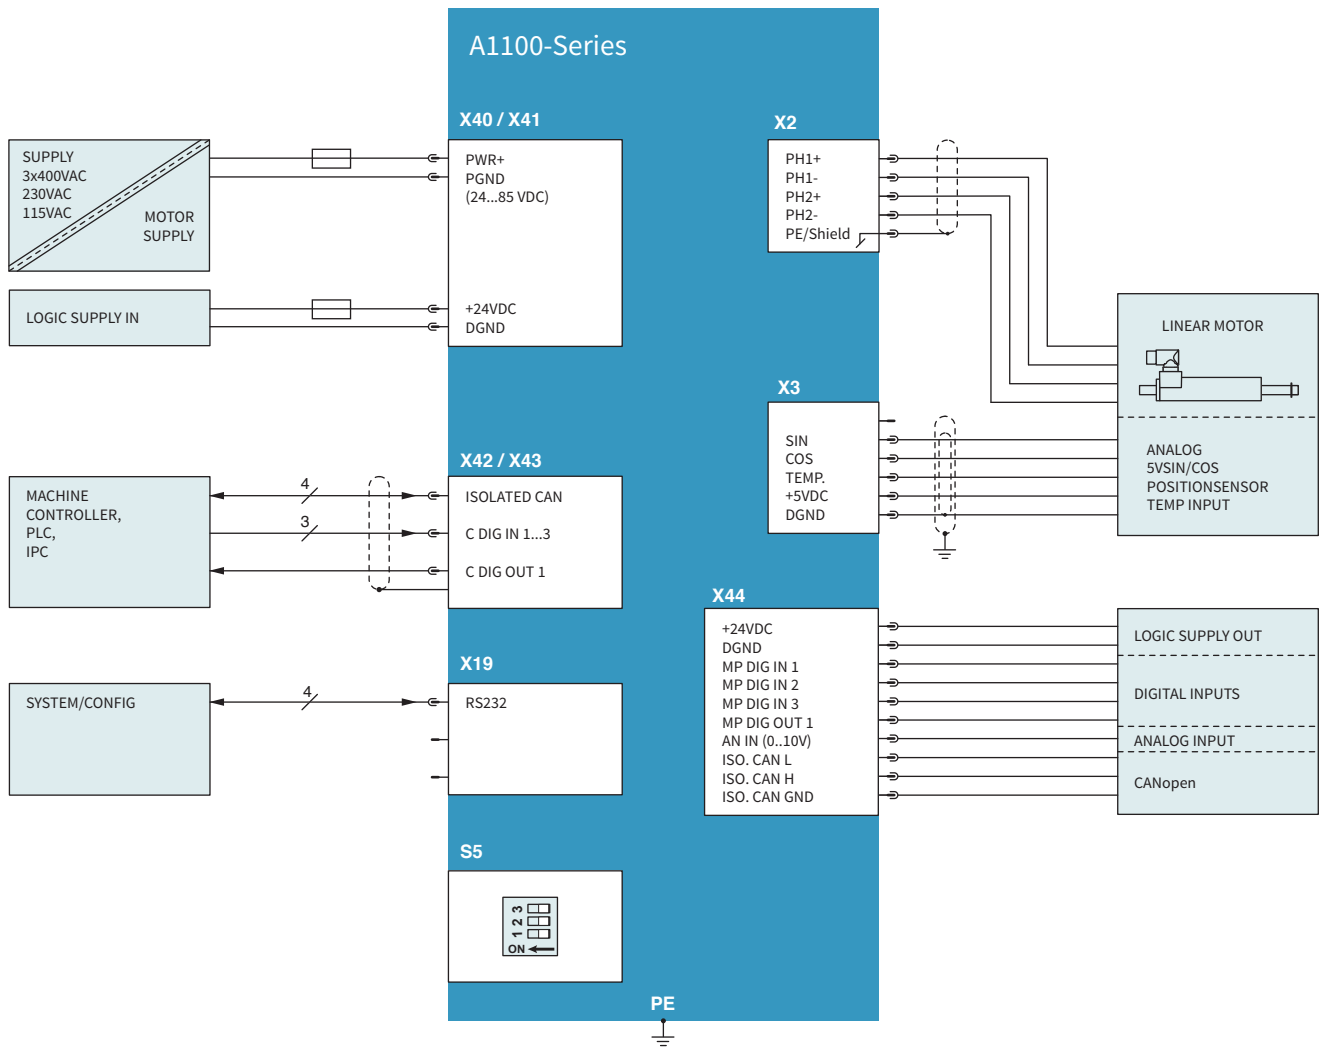 A1100-Series
X40 / X41
SUPPLY
3x400VAC
230VAC
115VAC
MOTOR
SUPPLY
PWR+
PGND
(24...85 VDC)
LOGIC SUPPLY IN
+24VDC
DGND
X2
PH1+
PH1-
PH2+
PH2-
PE/Shield
LINEAR MOTOR
X3
SIN
COS
TEMP.
+5VDC
DGND
ANALOG
5VSIN/COS
POSITIONSENSOR
TEMP INPUT
X42 / X43
MACHINE
CONTROLLER,
PLC,
IPC
4
3
ISOLATED CAN
C DIG IN 1...3
C DIG OUT 1
X44
+24VDC
DGND
MP DIG IN 1
MP DIG IN 2
MP DIG IN 3
MP DIG OUT 1
AN IN (0..10V)
ISO. CAN L
ISO. CAN H
ISO. CAN GND
LOGIC SUPPLY OUT
DIGITAL INPUTS
ANALOG INPUT
CANopen
X19
SYSTEM/CONFIG
4
RS232
S5
1 2 3
ON
PE